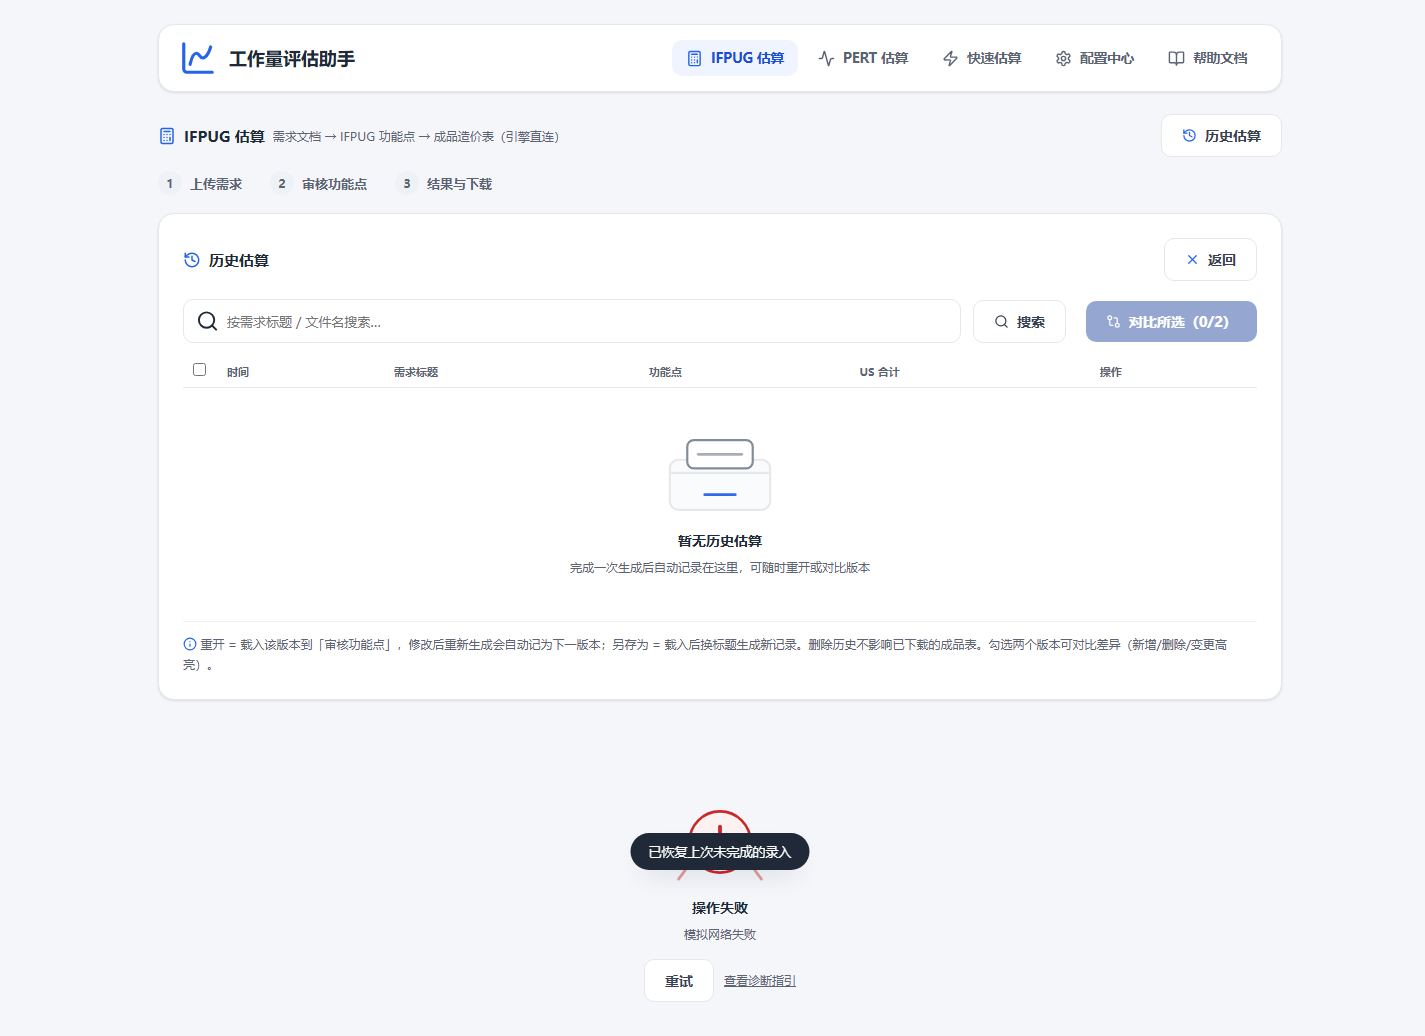 工作量评估助手
IFPUG 估算
PERT 估算
快速估算
配置中心
帮助文档
IFPUG 估算 需求文档 → IFPUG 功能点 → 成品造价表（引擎直连）
历史估算
1 上传需求 2 审核功能点 3 结果与下载
历史估算
返回
按需求标题 / 文件名搜索...
搜索
对比所选（0/2）
时间 需求标题 功能点 US 合计 操作
暂无历史估算
完成一次生成后自动记录在这里，可随时重开或对比版本
重开 = 载入该版本到「审核功能点」，修改后重新生成会自动记为下一版本；另存为 = 载入后换标题生成新记录。删除历史不影响已下载的成品表。勾选两个版本可对比差异（新增/删除/变更高
亮）。
已恢复上次未完成的录入
操作失败
模拟网络失败
重试 查看诊断指引